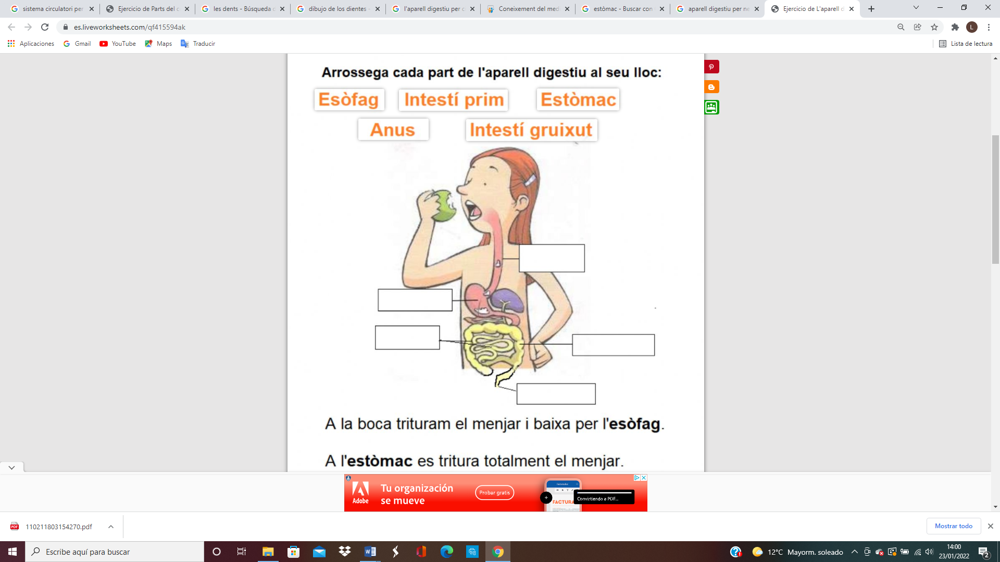 sistema circulatori per
Ejercicio de Parts del c
les dents - Búsqueda d
dibujo de los dientes -
l'aparell digestiu per c
Coneixement del med
estòmac - Buscar con
aparell digestiu per ne
Ejercicio de L'aparell d
es.liveworksheets.com/qf415594ak
L
Aplicaciones
Gmail
YouTube
Maps
Traducir
Lista de lectura
Arrossega cada part de l'aparell digestiu al seu lloc:
Esòfag Intestí prim Estòmac
Anus Intestí gruixut
A la boca trituram el menjar i baixa per l'esòfag.
A l'estòmac es tritura totalment el menjar.
Adobe
Tu organización
se mueve
Probar gratis
FACTURA
Convirtiendo a PDF...
110211803154270.pdf
Mostrar todo
Escribe aquí para buscar
12°C Mayorm. soleado
14:00
23/01/2022
2